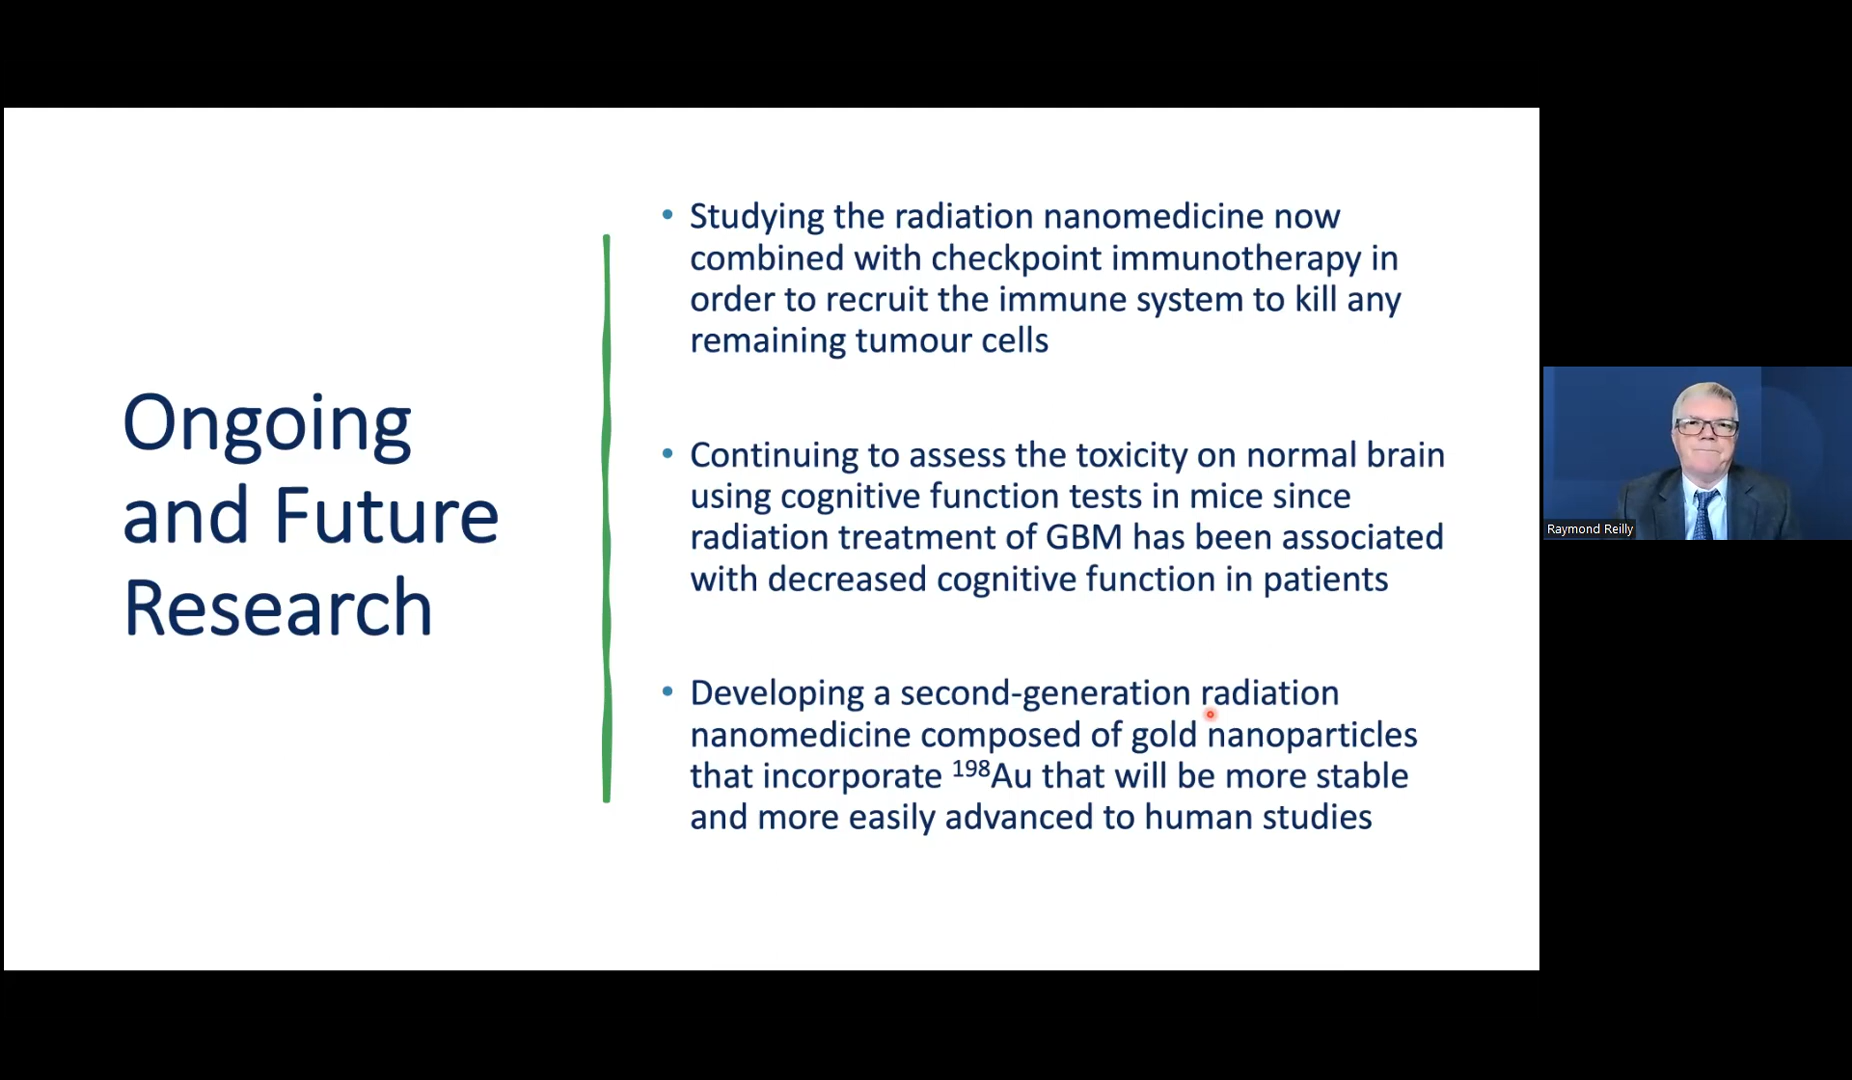 Ongoing
and Future
Research
• Studying the radiation nanomedicine now
combined with checkpoint immunotherapy in
order to recruit the immune system to kill any
remaining tumour cells
• Continuing to assess the toxicity on normal brain
using cognitive function tests in mice since
radiation treatment of GBM has been associated
with decreased cognitive function in patients
• Developing a second-generation radiation
nanomedicine composed of gold nanoparticles
that incorporate ¹⁹⁸Au that will be more stable
and more easily advanced to human studies
Raymond Reilly